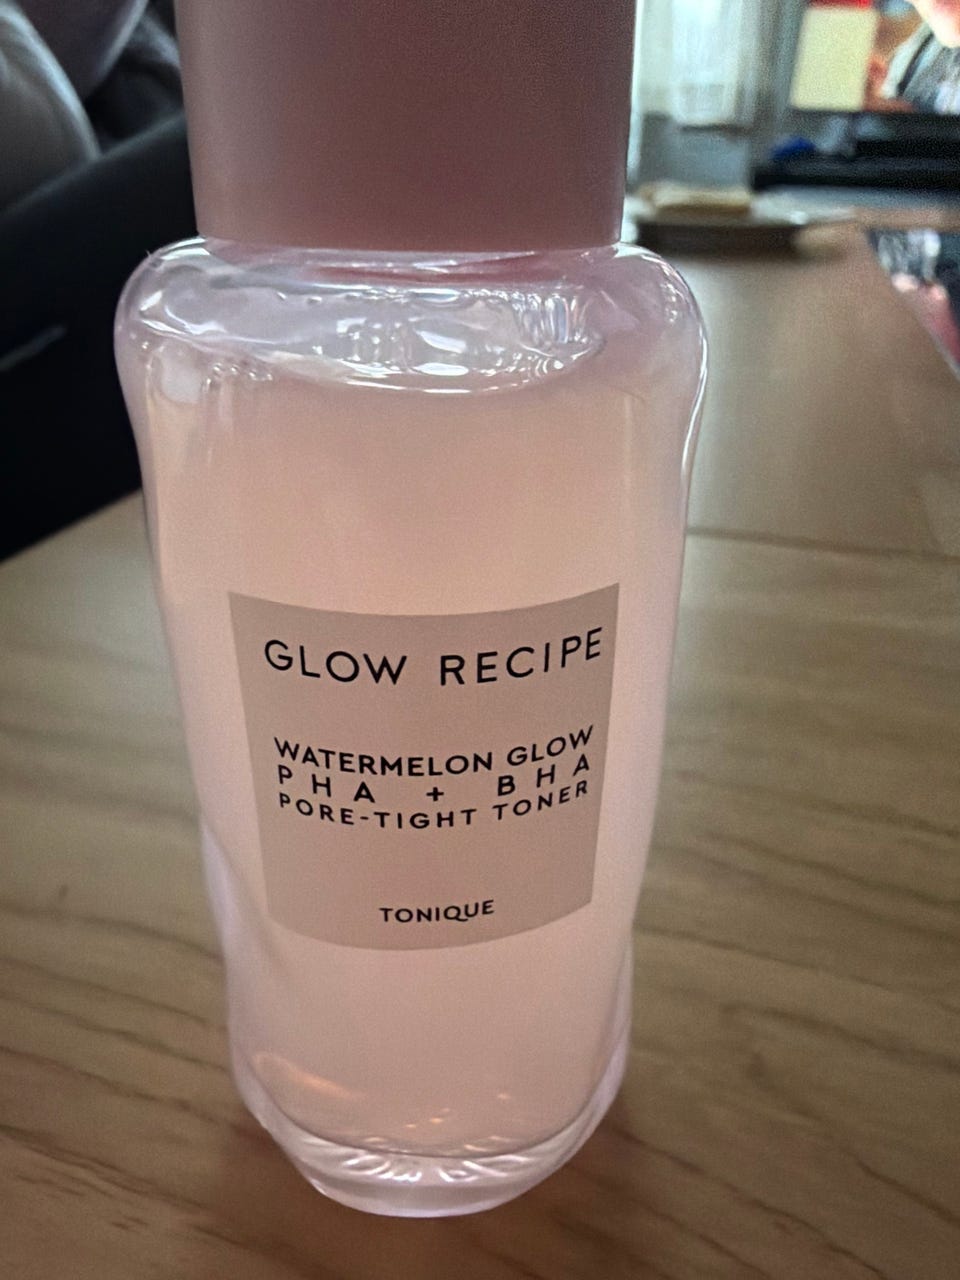 GLOW RECIPE
WATERMELON GLOW
PHA + BHA
PORE-TIGHT TONER
TONIQUE